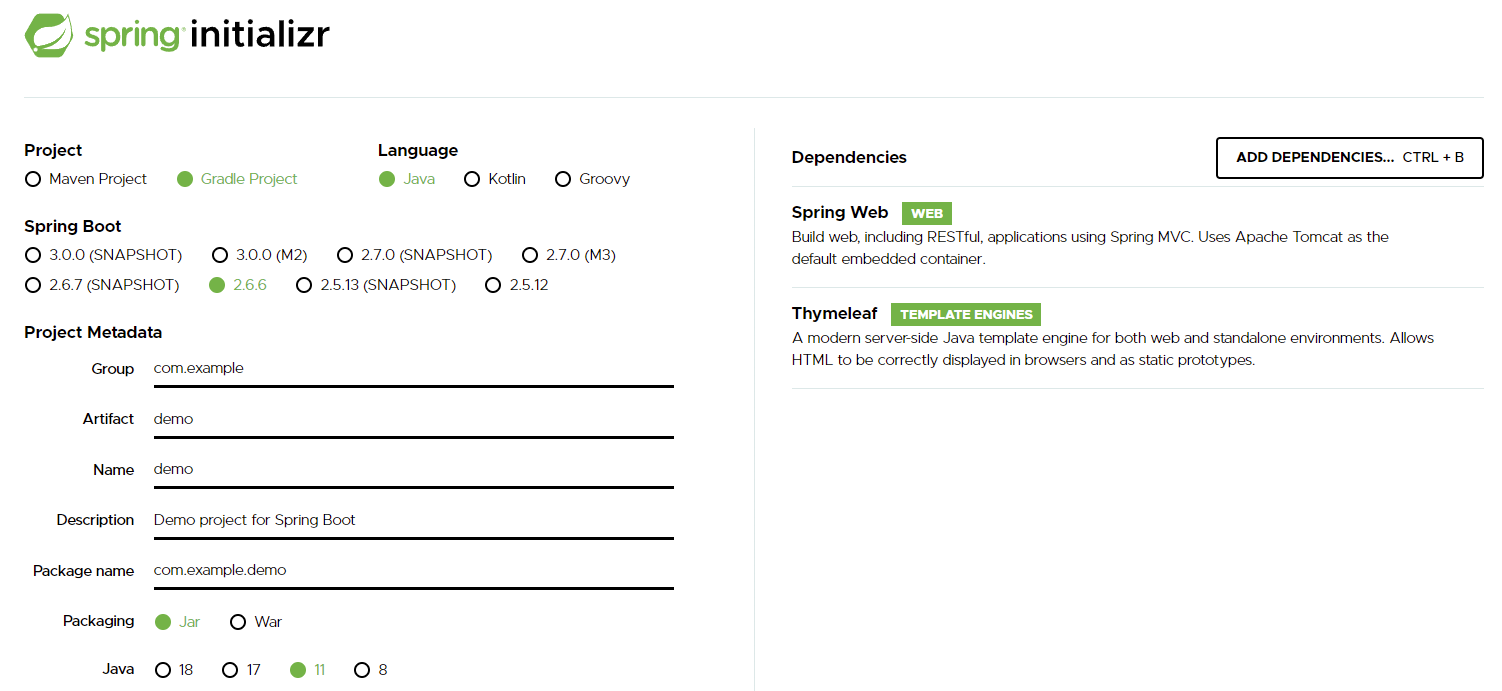 spring initializr
Project
Maven Project Gradle Project
Language
Java Kotlin Groovy
Spring Boot
3.0.0 (SNAPSHOT) 3.0.0 (M2) 2.7.0 (SNAPSHOT) 2.7.0 (M3)
2.6.7 (SNAPSHOT) 2.6.6 2.5.13 (SNAPSHOT) 2.5.12
Project Metadata
Group com.example
Artifact demo
Name demo
Description Demo project for Spring Boot
Package name com.example.demo
Packaging Jar War
Java 18 17 11 8
Dependencies ADD DEPENDENCIES... CTRL + B
Spring Web WEB
Build web, including RESTful, applications using Spring MVC. Uses Apache Tomcat as the
default embedded container.
Thymeleaf TEMPLATE ENGINES
A modern server-side Java template engine for both web and standalone environments. Allows
HTML to be correctly displayed in browsers and as static prototypes.